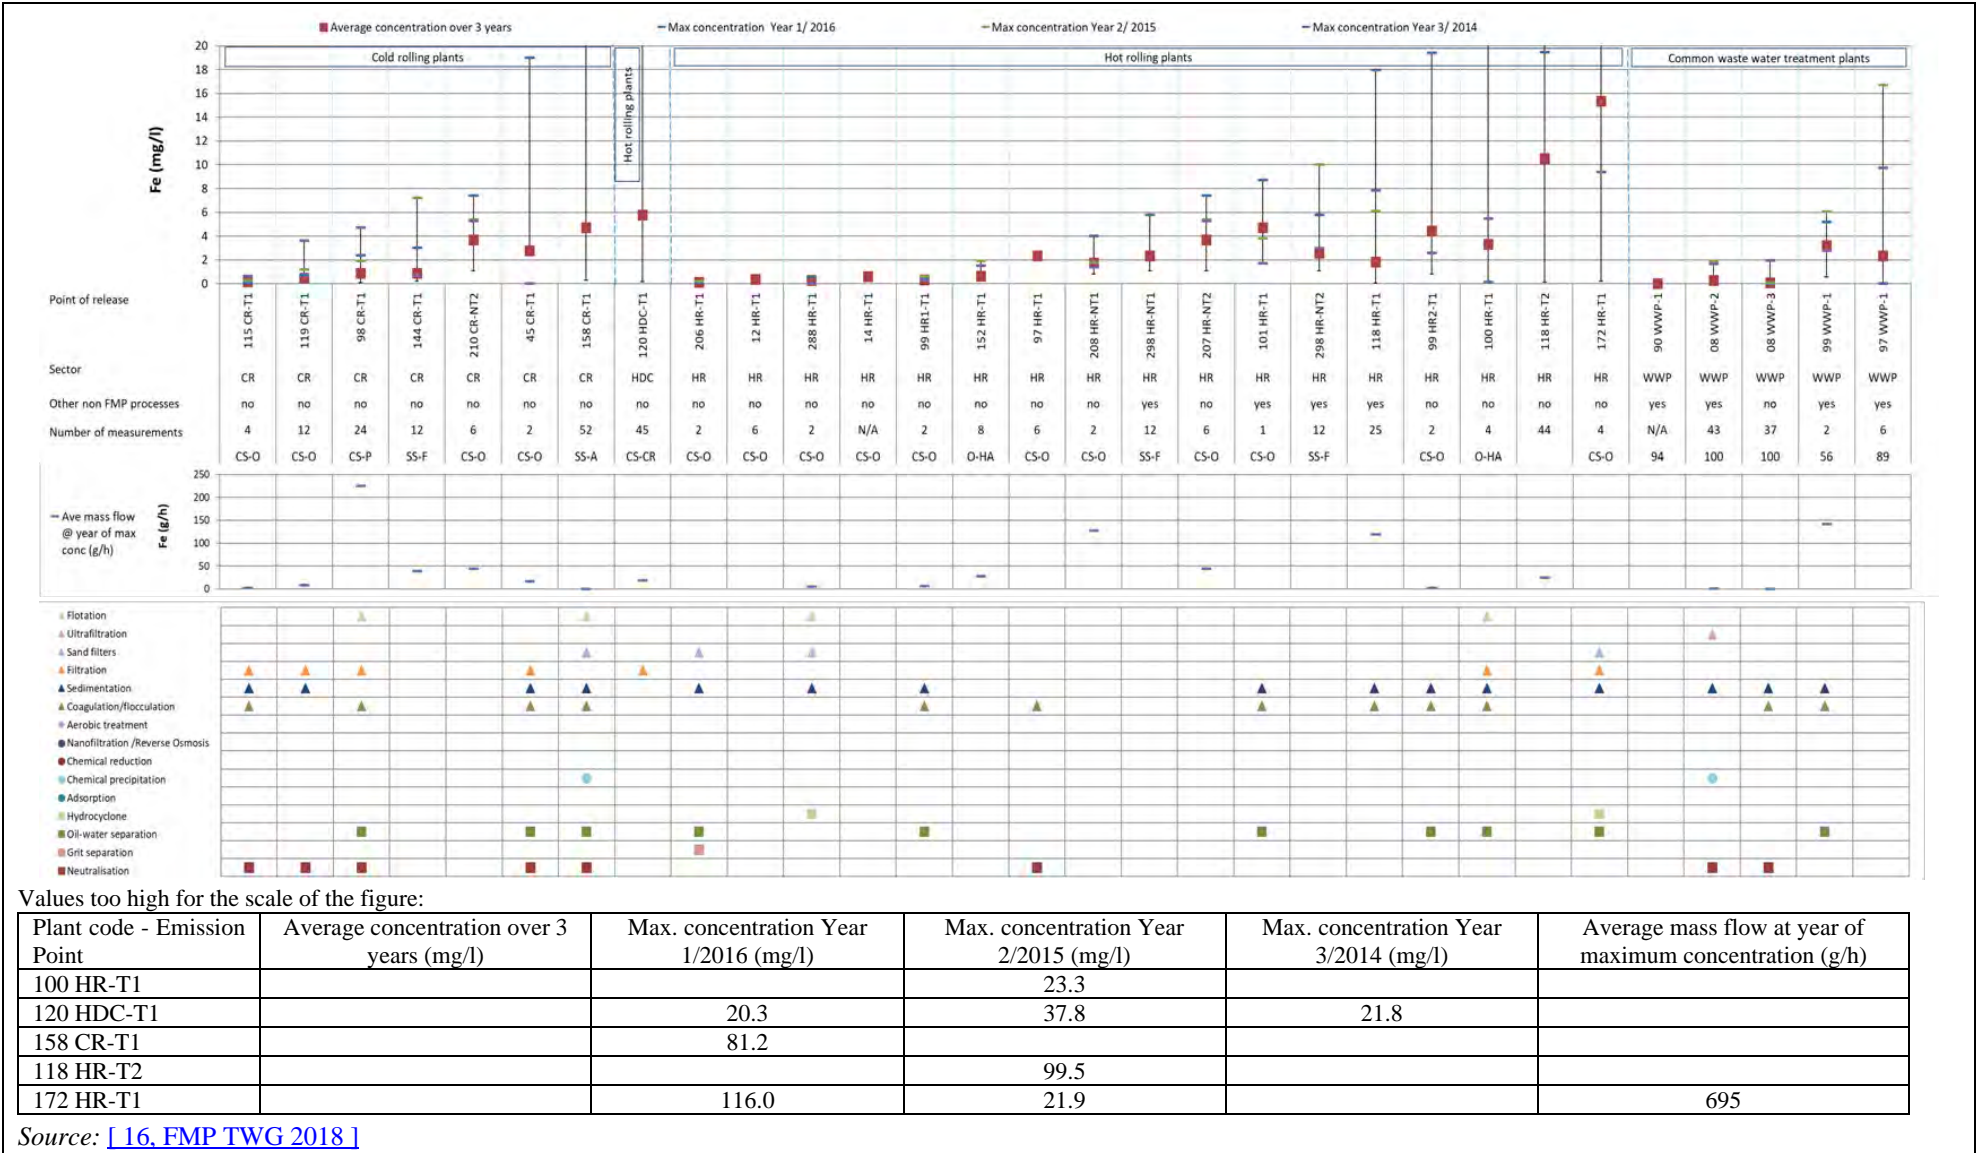 Average concentration over 3 years
Max concentration Year 1/ 2016
Max concentration Year 2/ 2015
Max concentration Year 3/ 2014
Cold rolling plants
Hot rolling plants
Hot rolling plants
Common waste water treatment plants
Fe (mg/l)
20
18
16
14
12
10
8
6
4
2
0
Point of release
115 CR-T1 119 CR-T1 98 CR-T1 144 CR-T1 210 CR-NT2 45 CR-T1 158 CR-T1 120 HDC-T1 206 HR-T1 12 HR-T1 288 HR-T1 14 HR-T1 99 HR1-T1 152 HR-T1 97 HR-T1 208 HR-NT1 298 HR-NT1 207 HR-NT2 101 HR-T1 298 HR-NT2 118 HR-T1 99 HR2-T1 100 HR-T1 118 HR-T2 172 HR-T1 90 WWP-1 08 WWP-2 08 WWP-3 99 WWP-1 97 WWP-1
Sector CR CR CR CR CR CR CR HDC HR HR HR HR HR HR HR HR HR HR HR HR HR HR HR HR HR WWP WWP WWP WWP WWP
Other non FMP processes no no no no no no no no no no no no no no no no yes no yes yes yes no no no no yes yes no yes yes
Number of measurements 4 12 24 12 6 2 52 45 2 6 2 N/A 2 8 6 2 12 6 1 12 25 2 4 44 4 N/A 43 37 2 6
CS-O CS-O CS-P SS-F CS-O CS-O SS-A CS-CR CS-O CS-O CS-O CS-O CS-O O-HA CS-O CS-O SS-F CS-O CS-O SS-F CS-O O-HA CS-O 94 100 100 56 89
Ave mass flow
@ year of max
conc (g/h)
Fe (g/h)
250
200
150
100
50
0
Flotation
Ultrafiltration
Sand filters
Filtration
Sedimentation
Coagulation/flocculation
Aerobic treatment
Nanofiltration /Reverse Osmosis
Chemical reduction
Chemical precipitation
Adsorption
Hydrocyclone
Oil-water separation
Grit separation
Neutralisation
Values too high for the scale of the figure:
Plant code - Emission Point Average concentration over 3 years (mg/l) Max. concentration Year 1/2016 (mg/l) Max. concentration Year 2/2015 (mg/l) Max. concentration Year 3/2014 (mg/l) Average mass flow at year of maximum concentration (g/h)
100 HR-T1 23.3
120 HDC-T1 20.3 37.8 21.8
158 CR-T1 81.2
118 HR-T2 99.5
172 HR-T1 116.0 21.9 695
Source: [ 16, FMP TWG 2018 ]